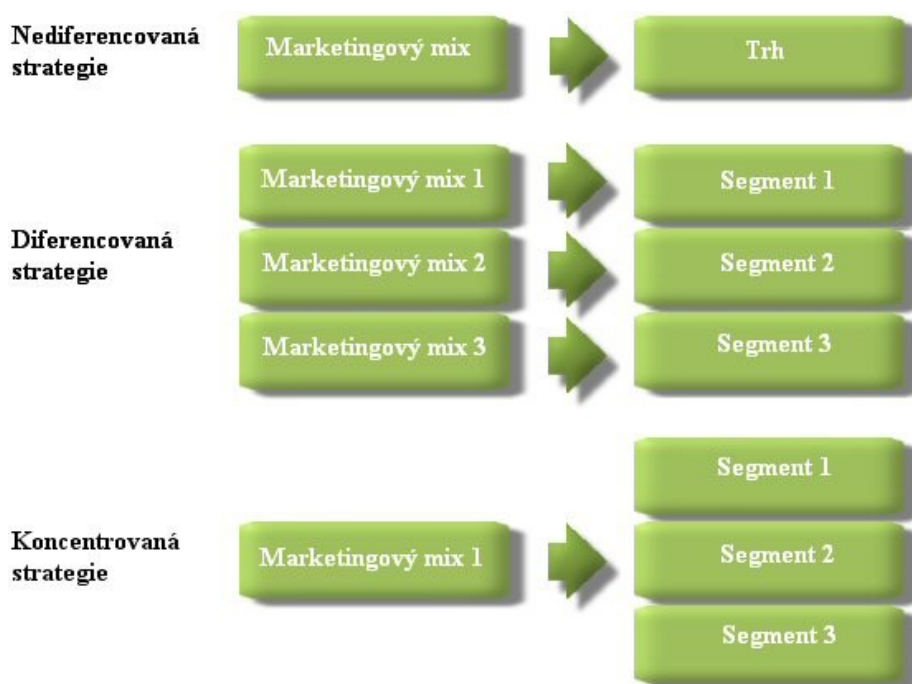 Nediferencovaná
strategie
Marketingový mix
Trh
Diferencovaná
strategie
Marketingový mix 1
Segment 1
Marketingový mix 2
Segment 2
Marketingový mix 3
Segment 3
Koncentrovaná
strategie
Marketingový mix 1
Segment 1
Segment 2
Segment 3